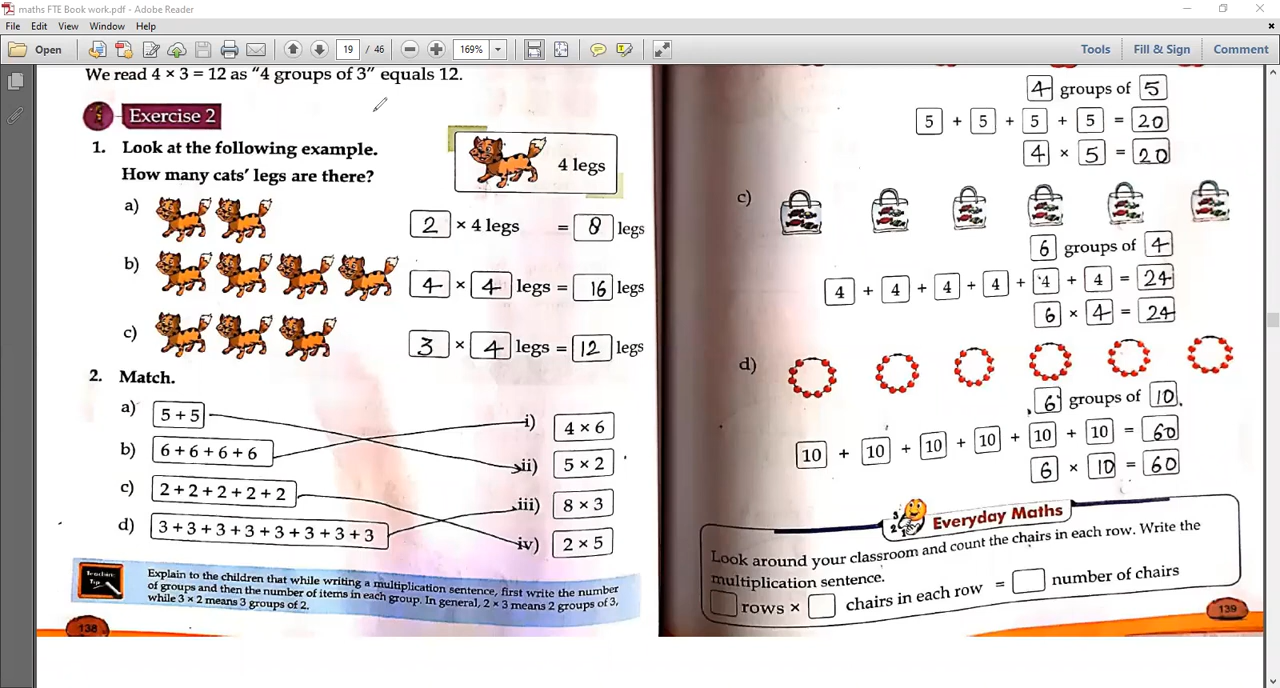 maths FTE Book work.pdf - Adobe Reader
File Edit View Window Help
Open 19 / 46 169% Tools Fill & Sign Comment
We read 4 × 3 = 12 as “4 groups of 3” equals 12.
Exercise 2
1. Look at the following example.
How many cats' legs are there?
4 legs
a) 2 × 4 legs = 8 legs
b) 4 × 4 legs = 16 legs
c) 3 × 4 legs = 12 legs
2. Match.
a) 5 + 5 i) 4 × 6
b) 6 + 6 + 6 + 6 ii) 5 × 2
c) 2 + 2 + 2 + 2 + 2 iii) 8 × 3
d) 3 + 3 + 3 + 3 + 3 + 3 + 3 + 3 iv) 2 × 5
Teaching Tip
Explain to the children that while writing a multiplication sentence, first write the number
of groups and then the number of items in each group. In general, 2 × 3 means 2 groups of 3,
while 3 × 2 means 3 groups of 2.
138
4 groups of 5
5 + 5 + 5 + 5 = 20
4 × 5 = 20
c)
6 groups of 4
4 + 4 + 4 + 4 + 4 + 4 = 24
6 × 4 = 24
d)
6 groups of 10
10 + 10 + 10 + 10 + 10 + 10 = 60
6 × 10 = 60
Everyday Maths
Look around your classroom and count the chairs in each row. Write the
multiplication sentence.
rows × chairs in each row = number of chairs
139